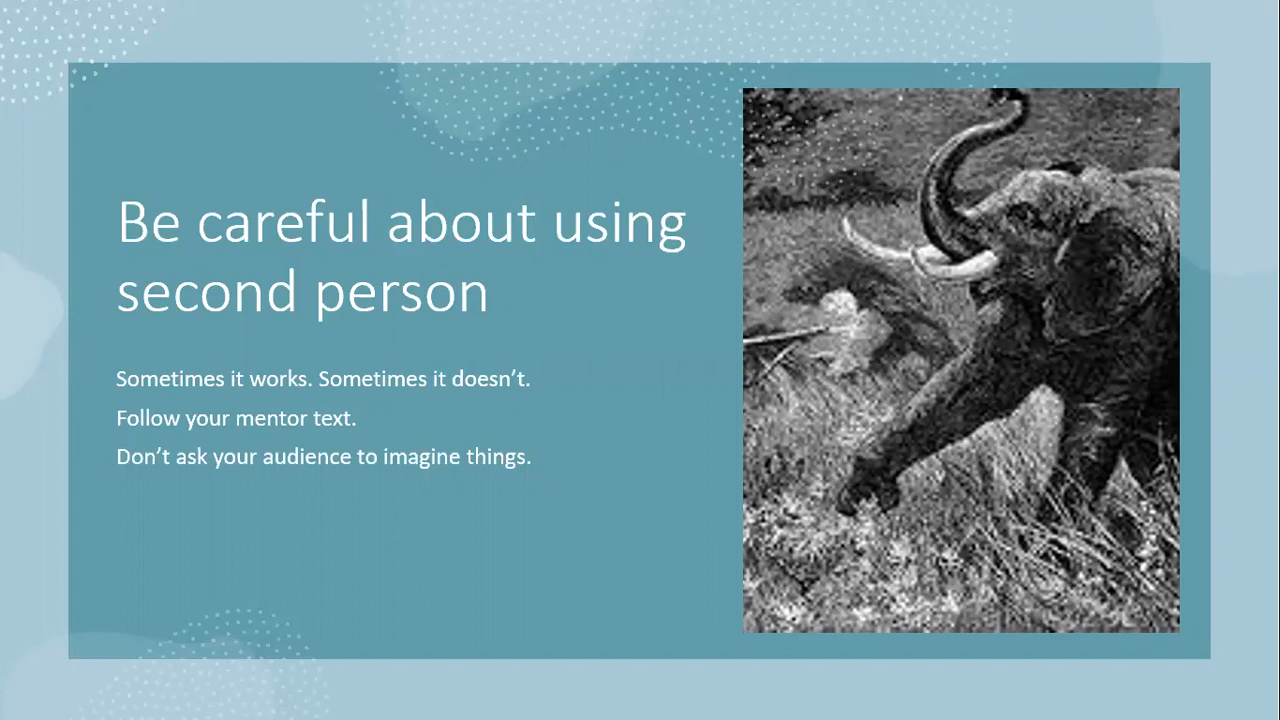 Be careful about using
second person
Sometimes it works. Sometimes it doesn’t.
Follow your mentor text.
Don’t ask your audience to imagine things.